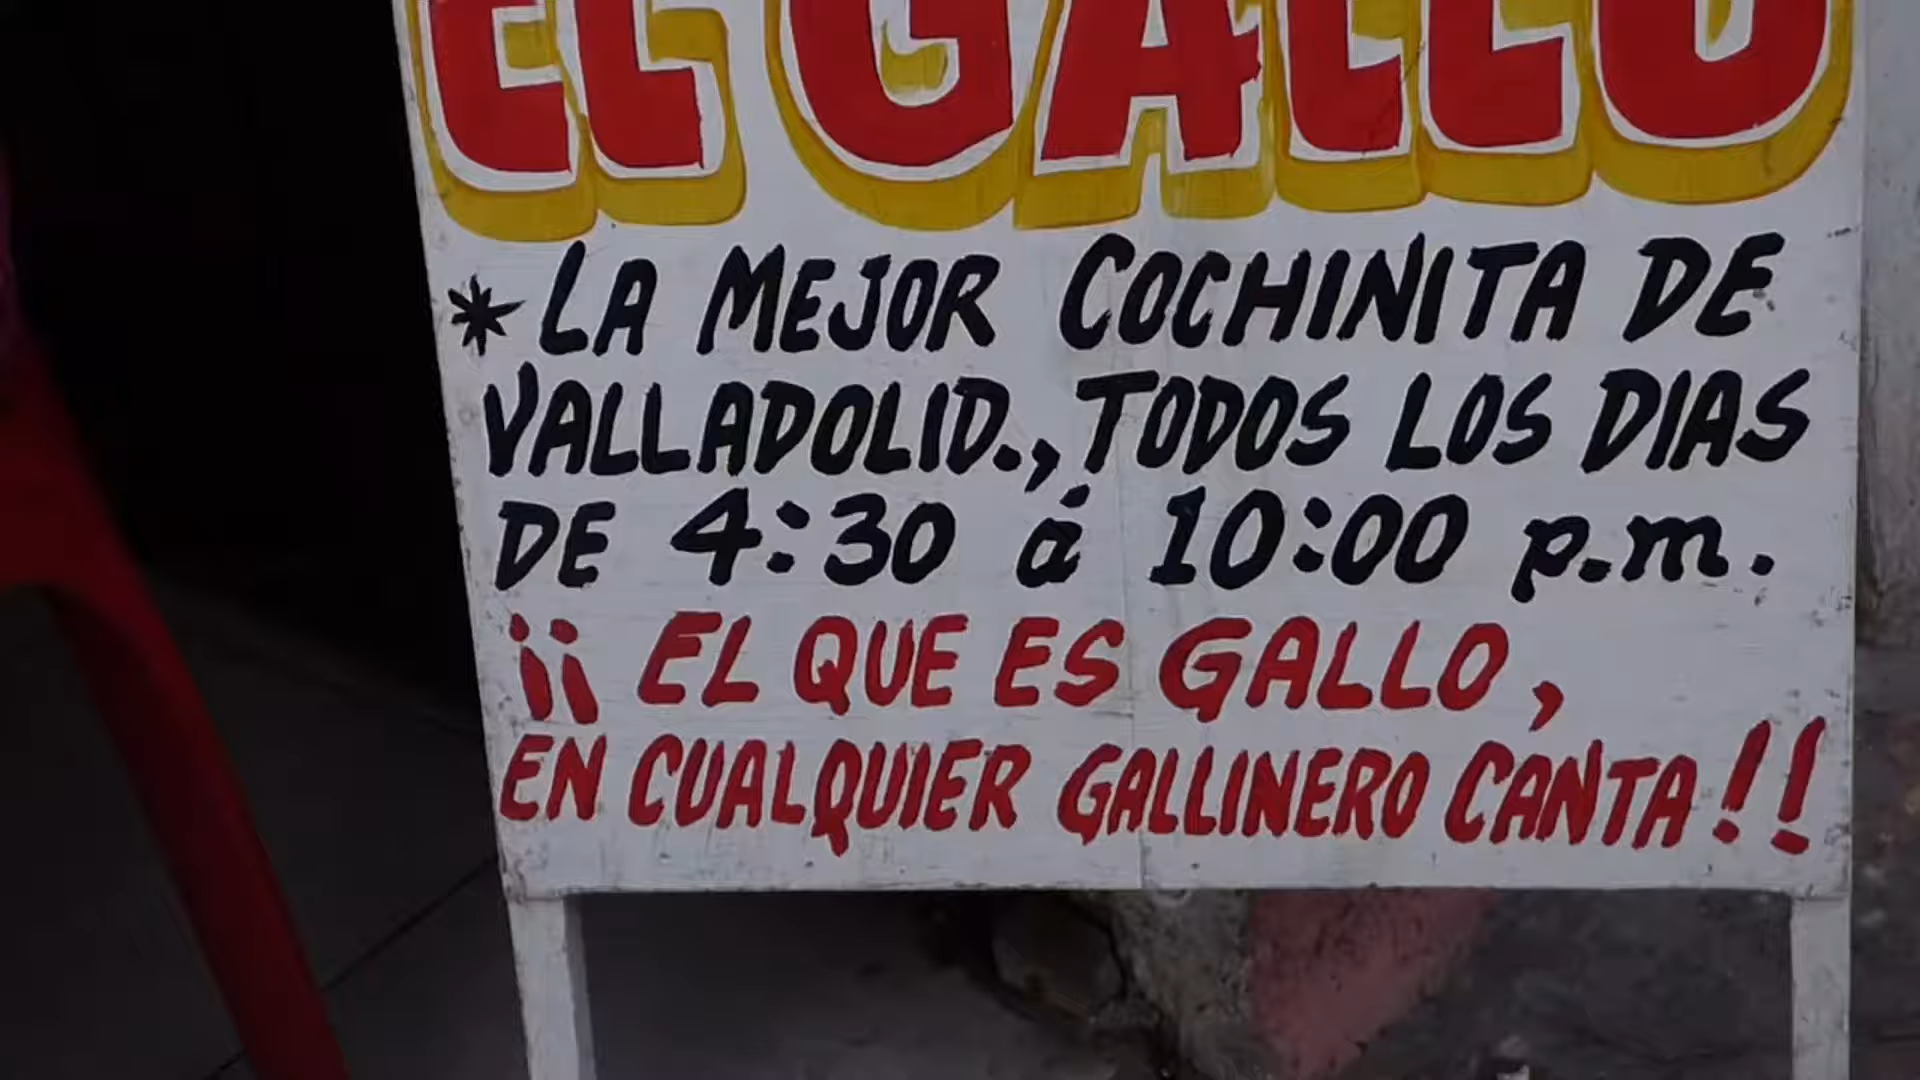 EL GALLO
* LA MEJOR COCHINITA DE
VALLADOLID., TODOS LOS DIAS
DE 4:30 á 10:00 p.m.
¡¡ EL QUE ES GALLO,
EN CUALQUIER GALLINERO CANTA!!